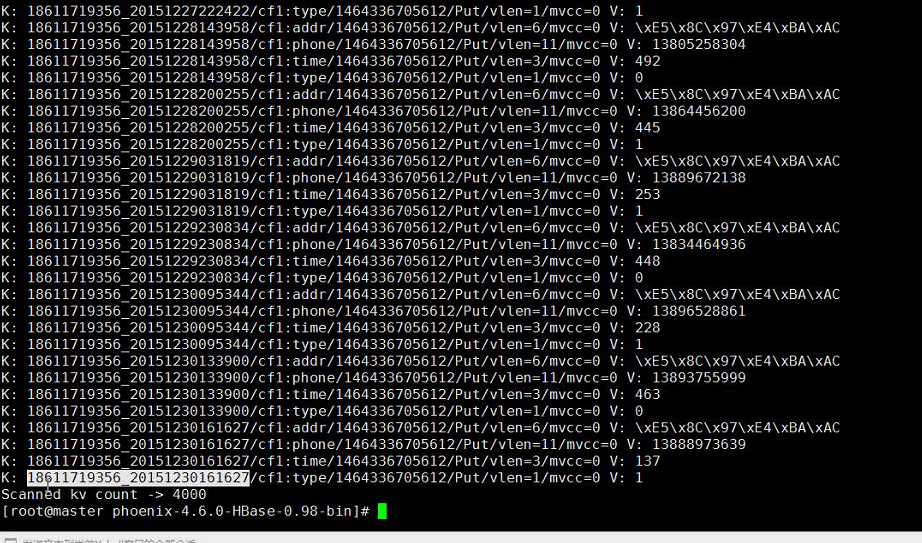 K: 18611719356_20151227222422/cf1:type/1464336705612/Put/vlen=1/mvcc=0 V: 1
K: 18611719356_20151228143958/cf1:addr/1464336705612/Put/vlen=6/mvcc=0 V: \xE5\x8C\x97\xE4\xBA\xAC
K: 18611719356_20151228143958/cf1:phone/1464336705612/Put/vlen=11/mvcc=0 V: 13805258304
K: 18611719356_20151228143958/cf1:time/1464336705612/Put/vlen=3/mvcc=0 V: 492
K: 18611719356_20151228143958/cf1:type/1464336705612/Put/vlen=1/mvcc=0 V: 0
K: 18611719356_20151228200255/cf1:addr/1464336705612/Put/vlen=6/mvcc=0 V: \xE5\x8C\x97\xE4\xBA\xAC
K: 18611719356_20151228200255/cf1:phone/1464336705612/Put/vlen=11/mvcc=0 V: 13864456200
K: 18611719356_20151228200255/cf1:time/1464336705612/Put/vlen=3/mvcc=0 V: 445
K: 18611719356_20151228200255/cf1:type/1464336705612/Put/vlen=1/mvcc=0 V: 1
K: 18611719356_20151229031819/cf1:addr/1464336705612/Put/vlen=6/mvcc=0 V: \xE5\x8C\x97\xE4\xBA\xAC
K: 18611719356_20151229031819/cf1:phone/1464336705612/Put/vlen=11/mvcc=0 V: 13889672138
K: 18611719356_20151229031819/cf1:time/1464336705612/Put/vlen=3/mvcc=0 V: 253
K: 18611719356_20151229031819/cf1:type/1464336705612/Put/vlen=1/mvcc=0 V: 1
K: 18611719356_20151229230834/cf1:addr/1464336705612/Put/vlen=6/mvcc=0 V: \xE5\x8C\x97\xE4\xBA\xAC
K: 18611719356_20151229230834/cf1:phone/1464336705612/Put/vlen=11/mvcc=0 V: 13834464936
K: 18611719356_20151229230834/cf1:time/1464336705612/Put/vlen=3/mvcc=0 V: 448
K: 18611719356_20151229230834/cf1:type/1464336705612/Put/vlen=1/mvcc=0 V: 0
K: 18611719356_20151230095344/cf1:addr/1464336705612/Put/vlen=6/mvcc=0 V: \xE5\x8C\x97\xE4\xBA\xAC
K: 18611719356_20151230095344/cf1:phone/1464336705612/Put/vlen=11/mvcc=0 V: 13896528861
K: 18611719356_20151230095344/cf1:time/1464336705612/Put/vlen=3/mvcc=0 V: 228
K: 18611719356_20151230095344/cf1:type/1464336705612/Put/vlen=1/mvcc=0 V: 1
K: 18611719356_20151230133900/cf1:addr/1464336705612/Put/vlen=6/mvcc=0 V: \xE5\x8C\x97\xE4\xBA\xAC
K: 18611719356_20151230133900/cf1:phone/1464336705612/Put/vlen=11/mvcc=0 V: 13893755999
K: 18611719356_20151230133900/cf1:time/1464336705612/Put/vlen=3/mvcc=0 V: 463
K: 18611719356_20151230133900/cf1:type/1464336705612/Put/vlen=1/mvcc=0 V: 0
K: 18611719356_20151230161627/cf1:addr/1464336705612/Put/vlen=6/mvcc=0 V: \xE5\x8C\x97\xE4\xBA\xAC
K: 18611719356_20151230161627/cf1:phone/1464336705612/Put/vlen=11/mvcc=0 V: 13888973639
K: 18611719356_20151230161627/cf1:time/1464336705612/Put/vlen=3/mvcc=0 V: 137
K: 18611719356_20151230161627/cf1:type/1464336705612/Put/vlen=1/mvcc=0 V: 1
Scanned kv count -> 4000
[root@master phoenix-4.6.0-HBase-0.98-bin]#